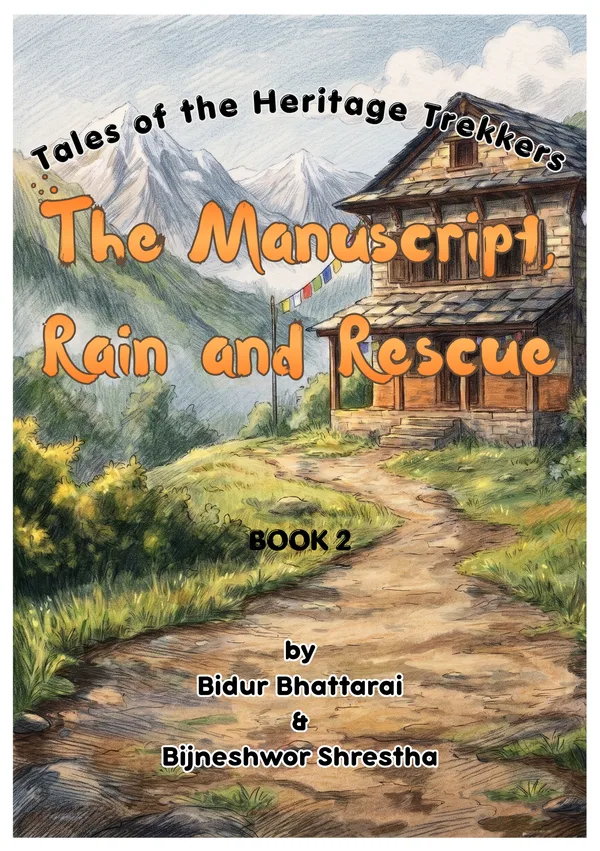 Tales of the Heritage Trekkers
The Manuscript,
Rain and Rescue
BOOK 2
by
Bidur Bhattarai
&
Bijneshwor Shrestha